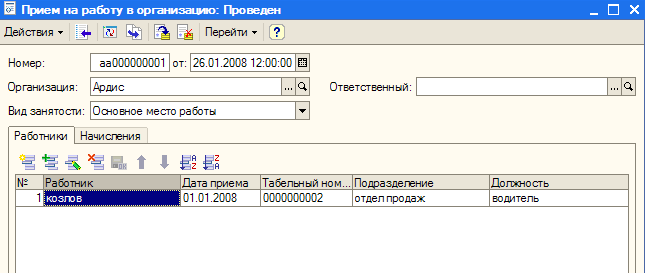 Прием на работу в организацию: Проведен
Действия Перейти ?
Номер: аа000000001 от: 26.01.2008 12:00:00
Организация: Ардис ... Ответственный: ...
Вид занятости: Основное место работы
Работники Начисления
№ Работник Дата приема Табельный ном... Подразделение Должность
1 козлов 01.01.2008 0000000002 отдел продаж водитель